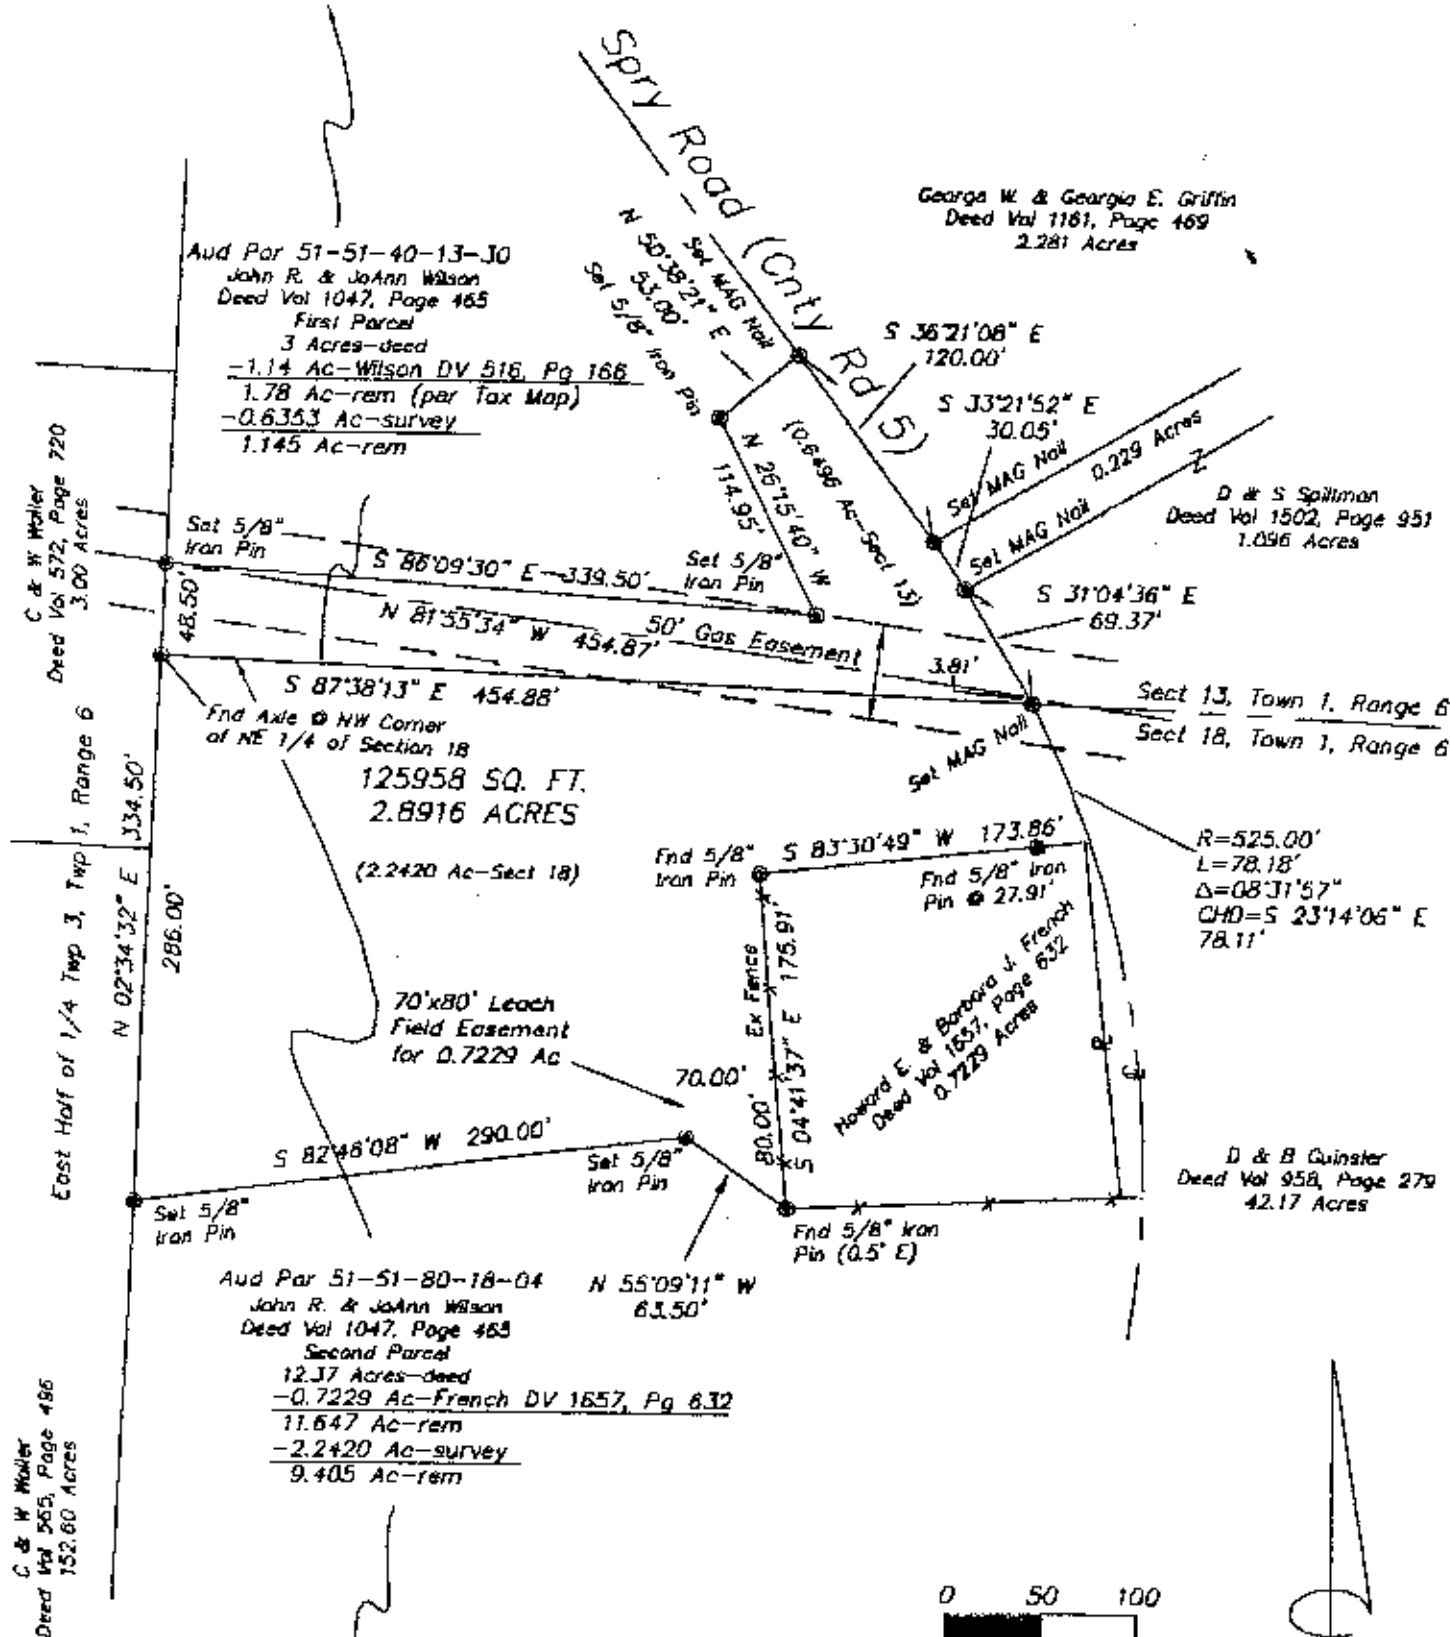 Spry Road (Cnty Rd 5)
George W. & Georgia E. Griffin
Deed Vol 1161, Page 469
2.281 Acres
Aud Par 51-51-40-13-30
John R. & JoAnn Wilson
Deed Vol 1047, Page 465
First Parcel
3 Acres-deed
-1.14 Ac-Wilson DV 516, Pg 166
1.78 Ac-rem (per Tax Map)
-0.6353 Ac-survey
1.145 Ac-rem
N 50°38'21" E
53.00'
Set MAG Nail
Set 5/8" Iron Pin
S 36°21'08" E
120.00'
S 33°21'52" E
30.05'
Set MAG Nail
0.229 Acres
Set MAG Nail
D & S Spillman
Deed Vol 1502, Page 951
1.096 Acres
(0.6496 Ac-Sect 13)
N 26°15'40" W
114.95'
C & W Waller
Deed Vol 572, Page 720
3.00 Acres
Set 5/8"
Iron Pin
S 86°09'30" E-339.50'
Set 5/8"
Iron Pin
S 31°04'36" E
69.37'
48.50'
N 81°55'34" W 454.87'
50' Gas Easement
3.81'
S 87°38'13" E 454.88'
Sect 13, Town 1, Range 6
Sect 18, Town 1, Range 6
Fnd Axle @ NW Corner
of NE 1/4 of Section 18
Set MAG Nail
125958 SQ. FT.
2.8916 ACRES
(2.2420 Ac-Sect 18)
East Half of 1/4 Twp 3, Twp 1, Range 6
N 02°34'32" E 334.50'
286.00'
Fnd 5/8"
Iron Pin
S 83°30'49" W 173.86'
Fnd 5/8" Iron
Pin @ 27.91'
R=525.00'
L=78.18'
Δ=08°31'57"
CHD=S 23°14'06" E
78.11'
Ex Fence
S 04°41'37" E 175.91'
80.00'
70.00'
70'x80' Leach
Field Easement
for 0.7229 Ac
Howard E. & Barbara J. French
Deed Vol 1657, Page 632
0.7229 Acres
S 82°46'08" W 290.00'
Set 5/8"
Iron Pin
Set 5/8"
Iron Pin
Fnd 5/8" Iron
Pin (0.5' E)
N 55°09'11" W
63.50'
D & B Guinsler
Deed Vol 958, Page 279
42.17 Acres
Aud Par 51-51-80-18-04
John R. & JoAnn Wilson
Deed Vol 1047, Page 465
Second Parcel
12.37 Acres-deed
-0.7229 Ac-French DV 1657, Pg 632
11.647 Ac-rem
-2.2420 Ac-survey
9.405 Ac-rem
C & W Waller
Deed Vol 565, Page 496
152.60 Acres
0 50 100